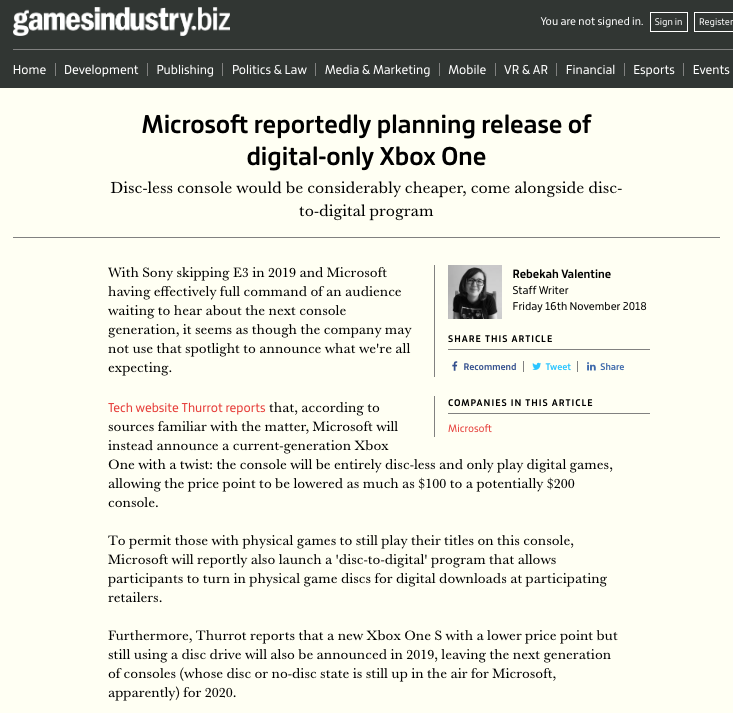 gamesindustry.biz
You are not signed in. Sign in Register
Home Development Publishing Politics & Law Media & Marketing Mobile VR & AR Financial Esports Events
Microsoft reportedly planning release of
digital-only Xbox One
Disc-less console would be considerably cheaper, come alongside disc-
to-digital program
With Sony skipping E3 in 2019 and Microsoft
having effectively full command of an audience
waiting to hear about the next console
generation, it seems as though the company may
not use that spotlight to announce what we're all
expecting.
Rebekah Valentine
Staff Writer
Friday 16th November 2018
SHARE THIS ARTICLE
Recommend Tweet Share
COMPANIES IN THIS ARTICLE
Microsoft
Tech website Thurrot reports that, according to
sources familiar with the matter, Microsoft will
instead announce a current-generation Xbox
One with a twist: the console will be entirely disc-less and only play digital games,
allowing the price point to be lowered as much as $100 to a potentially $200
console.
To permit those with physical games to still play their titles on this console,
Microsoft will reportly also launch a 'disc-to-digital' program that allows
participants to turn in physical game discs for digital downloads at participating
retailers.
Furthermore, Thurrot reports that a new Xbox One S with a lower price point but
still using a disc drive will also be announced in 2019, leaving the next generation
of consoles (whose disc or no-disc state is still up in the air for Microsoft,
apparently) for 2020.